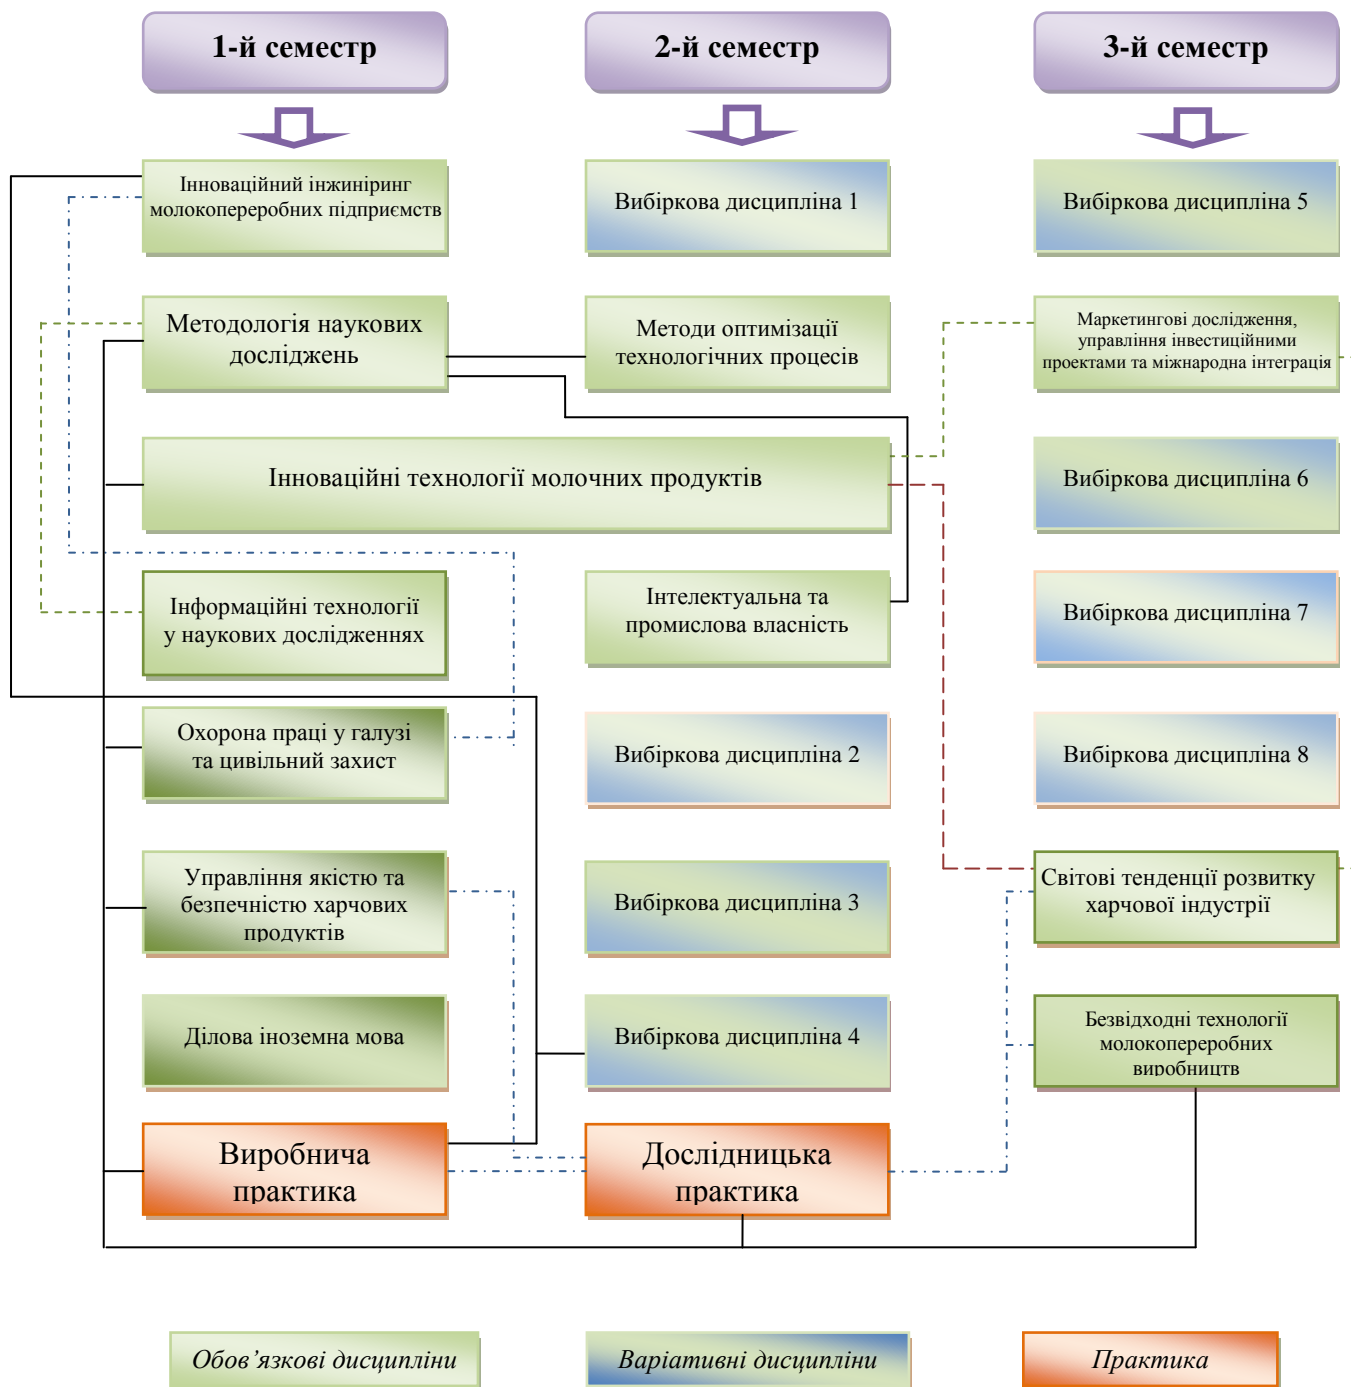 1-й семестр
2-й семестр
3-й семестр
Інноваційний інжиніринг
молокопереробних підприємств
Вибіркова дисципліна 1
Вибіркова дисципліна 5
Методологія наукових
досліджень
Методи оптимізації
технологічних процесів
Маркетингові дослідження,
управління інвестиційними
проектами та міжнародна інтеграція
Інноваційні технології молочних продуктів
Вибіркова дисципліна 6
Інформаційні технології
у наукових дослідженнях
Інтелектуальна та
промислова власність
Вибіркова дисципліна 7
Охорона праці у галузі
та цивільний захист
Вибіркова дисципліна 2
Вибіркова дисципліна 8
Управління якістю та
безпечністю харчових
продуктів
Вибіркова дисципліна 3
Світові тенденції розвитку
харчової індустрії
Ділова іноземна мова
Вибіркова дисципліна 4
Безвідходні технології
молокопереробних
виробництв
Виробнича
практика
Дослідницька
практика
Обов’язкові дисципліни
Варіативні дисципліни
Практика